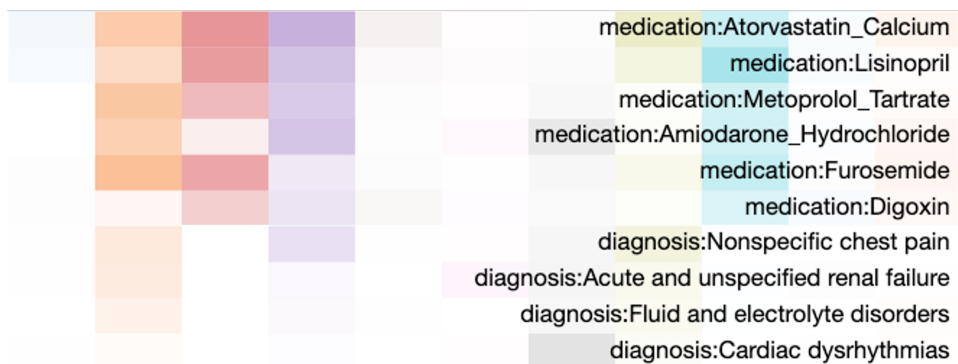 medication:Atorvastatin_Calcium
medication:Lisinopril
medication:Metoprolol_Tartrate
medication:Amiodarone_Hydrochloride
medication:Furosemide
medication:Digoxin
diagnosis:Nonspecific chest pain
diagnosis:Acute and unspecified renal failure
diagnosis:Fluid and electrolyte disorders
diagnosis:Cardiac dysrhythmias